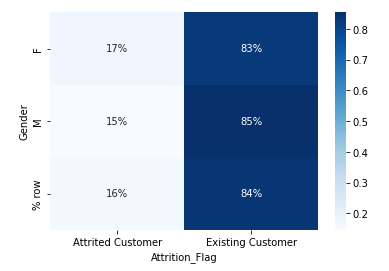 F 17% 83%
M 15% 85%
% row 16% 84%
Gender
Attrited Customer Existing Customer
Attrition_Flag
0.8
0.7
0.6
0.5
0.4
0.3
0.2